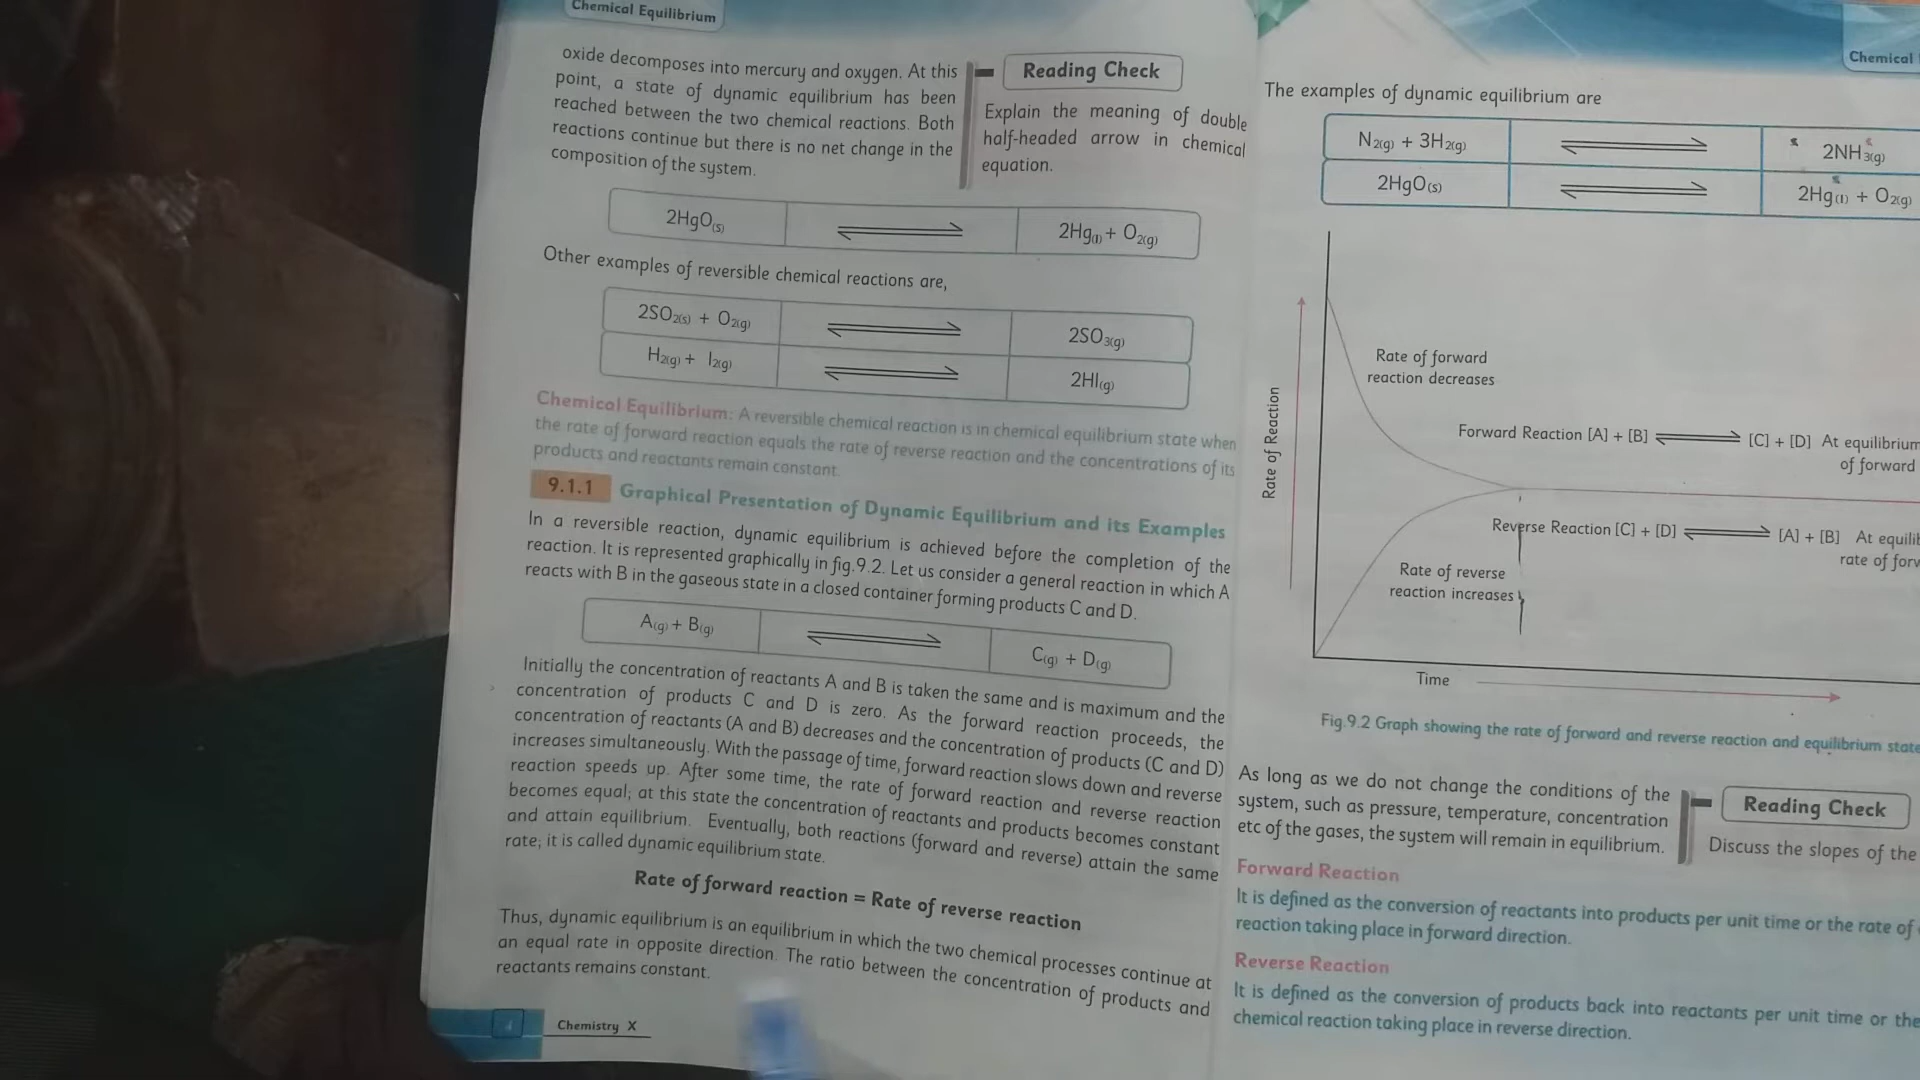 Chemical Equilibrium
oxide decomposes into mercury and oxygen. At this
point, a state of dynamic equilibrium has been
reached between the two chemical reactions. Both
reactions continue but there is no net change in the
composition of the system.
Reading Check
Explain the meaning of double
half-headed arrow in chemical
equation.
2HgO(s) ⇌ 2Hg(l) + O2(g)
Other examples of reversible chemical reactions are,
2SO2(s) + O2(g) ⇌ 2SO3(g)
H2(g) + I2(g) ⇌ 2HI(g)
Chemical Equilibrium: A reversible chemical reaction is in chemical equilibrium state when
the rate of forward reaction equals the rate of reverse reaction and the concentrations of its
products and reactants remain constant.
9.1.1 Graphical Presentation of Dynamic Equilibrium and its Examples
In a reversible reaction, dynamic equilibrium is achieved before the completion of the
reaction. It is represented graphically in fig.9.2. Let us consider a general reaction in which A
reacts with B in the gaseous state in a closed container forming products C and D.
A(g) + B(g) ⇌ C(g) + D(g)
Initially the concentration of reactants A and B is taken the same and is maximum and the
concentration of products C and D is zero. As the forward reaction proceeds, the
concentration of reactants (A and B) decreases and the concentration of products (C and D)
increases simultaneously. With the passage of time, forward reaction slows down and reverse
reaction speeds up. After some time, the rate of forward reaction and reverse reaction
becomes equal; at this state the concentration of reactants and products becomes constant
and attain equilibrium. Eventually, both reactions (forward and reverse) attain the same
rate; it is called dynamic equilibrium state.
Rate of forward reaction = Rate of reverse reaction
Thus, dynamic equilibrium is an equilibrium in which the two chemical processes continue at
an equal rate in opposite direction. The ratio between the concentration of products and
reactants remains constant.
4 Chemistry X
Chemical
The examples of dynamic equilibrium are
N2(g) + 3H2(g) ⇌ 2NH3(g)
2HgO(s) ⇌ 2Hg(l) + O2(g)
Rate of Reaction
Rate of forward
reaction decreases
Forward Reaction [A] + [B] ⇌ [C] + [D] At equilibrium
of forward
Reverse Reaction [C] + [D] ⇌ [A] + [B] At
rate of
Rate of reverse
reaction increases
Time
Fig.9.2 Graph showing the rate of forward and reverse reaction and equilibrium state
As long as we do not change the conditions of the
system, such as pressure, temperature, concentration
etc of the gases, the system will remain in equilibrium.
Reading Check
Discuss the slopes of the
Forward Reaction
It is defined as the conversion of reactants into products per unit time or the rate of
reaction taking place in forward direction.
Reverse Reaction
It is defined as the conversion of products back into reactants per unit time or the
chemical reaction taking place in reverse direction.